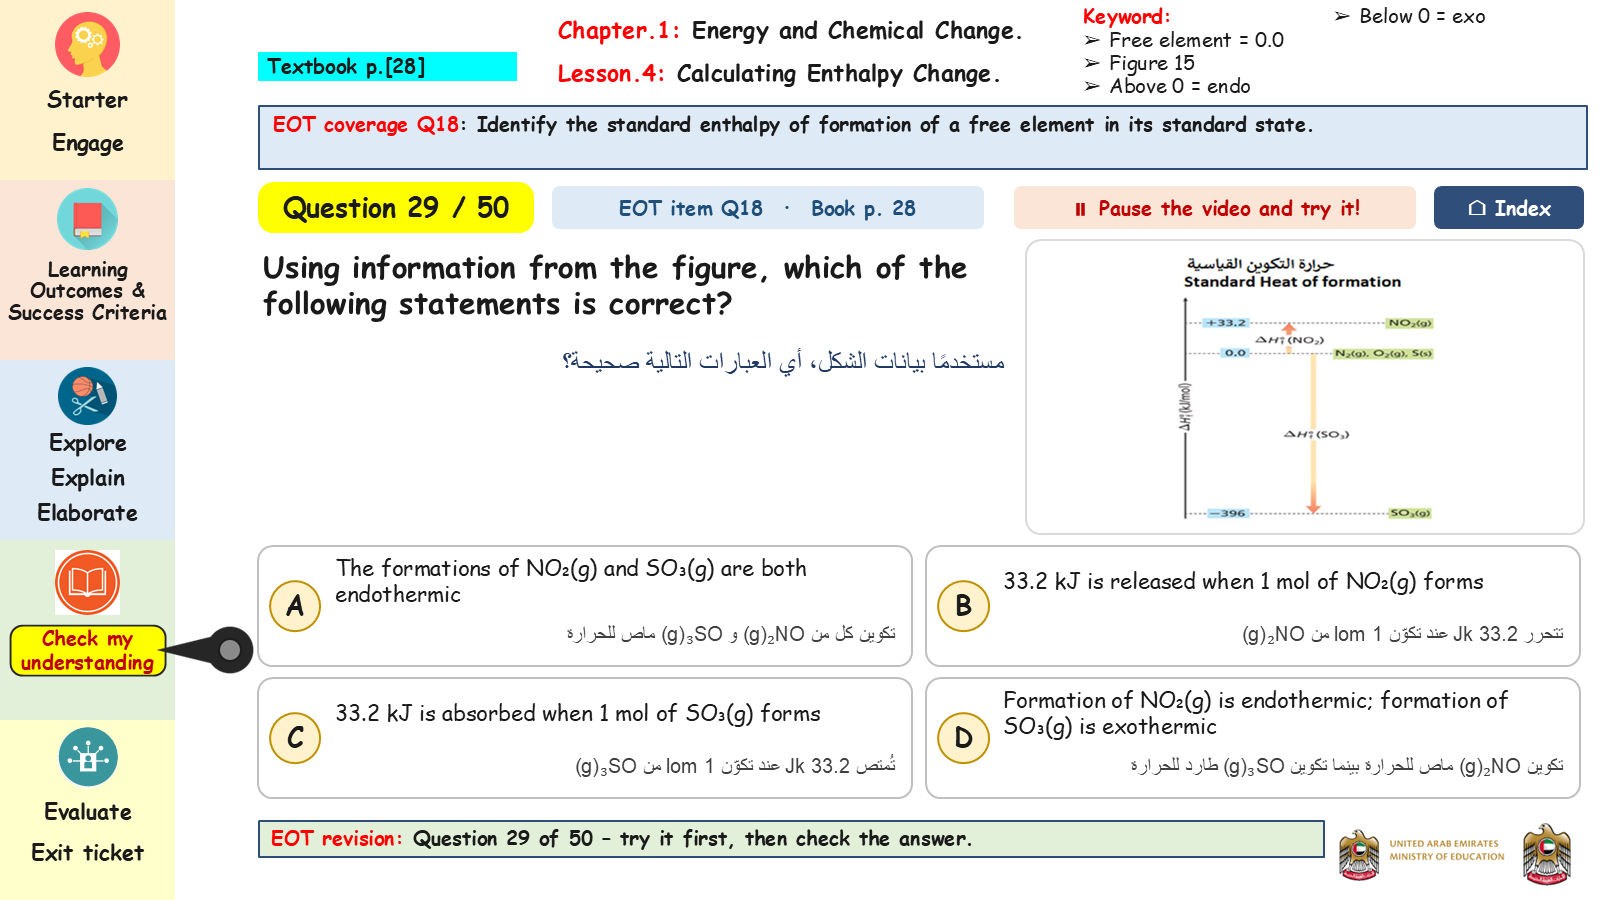 Starter
Engage
Learning
Outcomes &
Success Criteria
Explore
Explain
Elaborate
Check my
understanding
Evaluate
Exit ticket
Textbook p.[28]
Chapter.1: Energy and Chemical Change.
Lesson.4: Calculating Enthalpy Change.
Keyword:
➢ Free element = 0.0
➢ Figure 15
➢ Above 0 = endo
➢ Below 0 = exo
EOT coverage Q18: Identify the standard enthalpy of formation of a free element in its standard state.
Question 29 / 50
EOT item Q18 · Book p. 28
⏸ Pause the video and try it!
⌂ Index
Using information from the figure, which of the
following statements is correct?
مستخدمًا بيانات الشكل، أي العبارات التالية صحيحة؟
حرارة التكوين القياسية
Standard Heat of formation
+33.2
NO₂(g)
ΔH°f(NO₂)
0.0
N₂(g), O₂(g), S(s)
ΔH°f(kJ/mol)
ΔH°f(SO₃)
−396
SO₃(g)
A
The formations of NO₂(g) and SO₃(g) are both
endothermic
تكوين كل من NO₂(g) و SO₃(g) ماص للحرارة
B
33.2 kJ is released when 1 mol of NO₂(g) forms
تتحرر 33.2 Jk عند تكوّن 1 lom من NO₂(g)
C
33.2 kJ is absorbed when 1 mol of SO₃(g) forms
تُمتص 33.2 Jk عند تكوّن 1 lom من SO₃(g)
D
Formation of NO₂(g) is endothermic; formation of
SO₃(g) is exothermic
تكوين NO₂(g) ماص للحرارة بينما تكوين SO₃(g) طارد للحرارة
EOT revision: Question 29 of 50 – try it first, then check the answer.
UNITED ARAB EMIRATES
MINISTRY OF EDUCATION